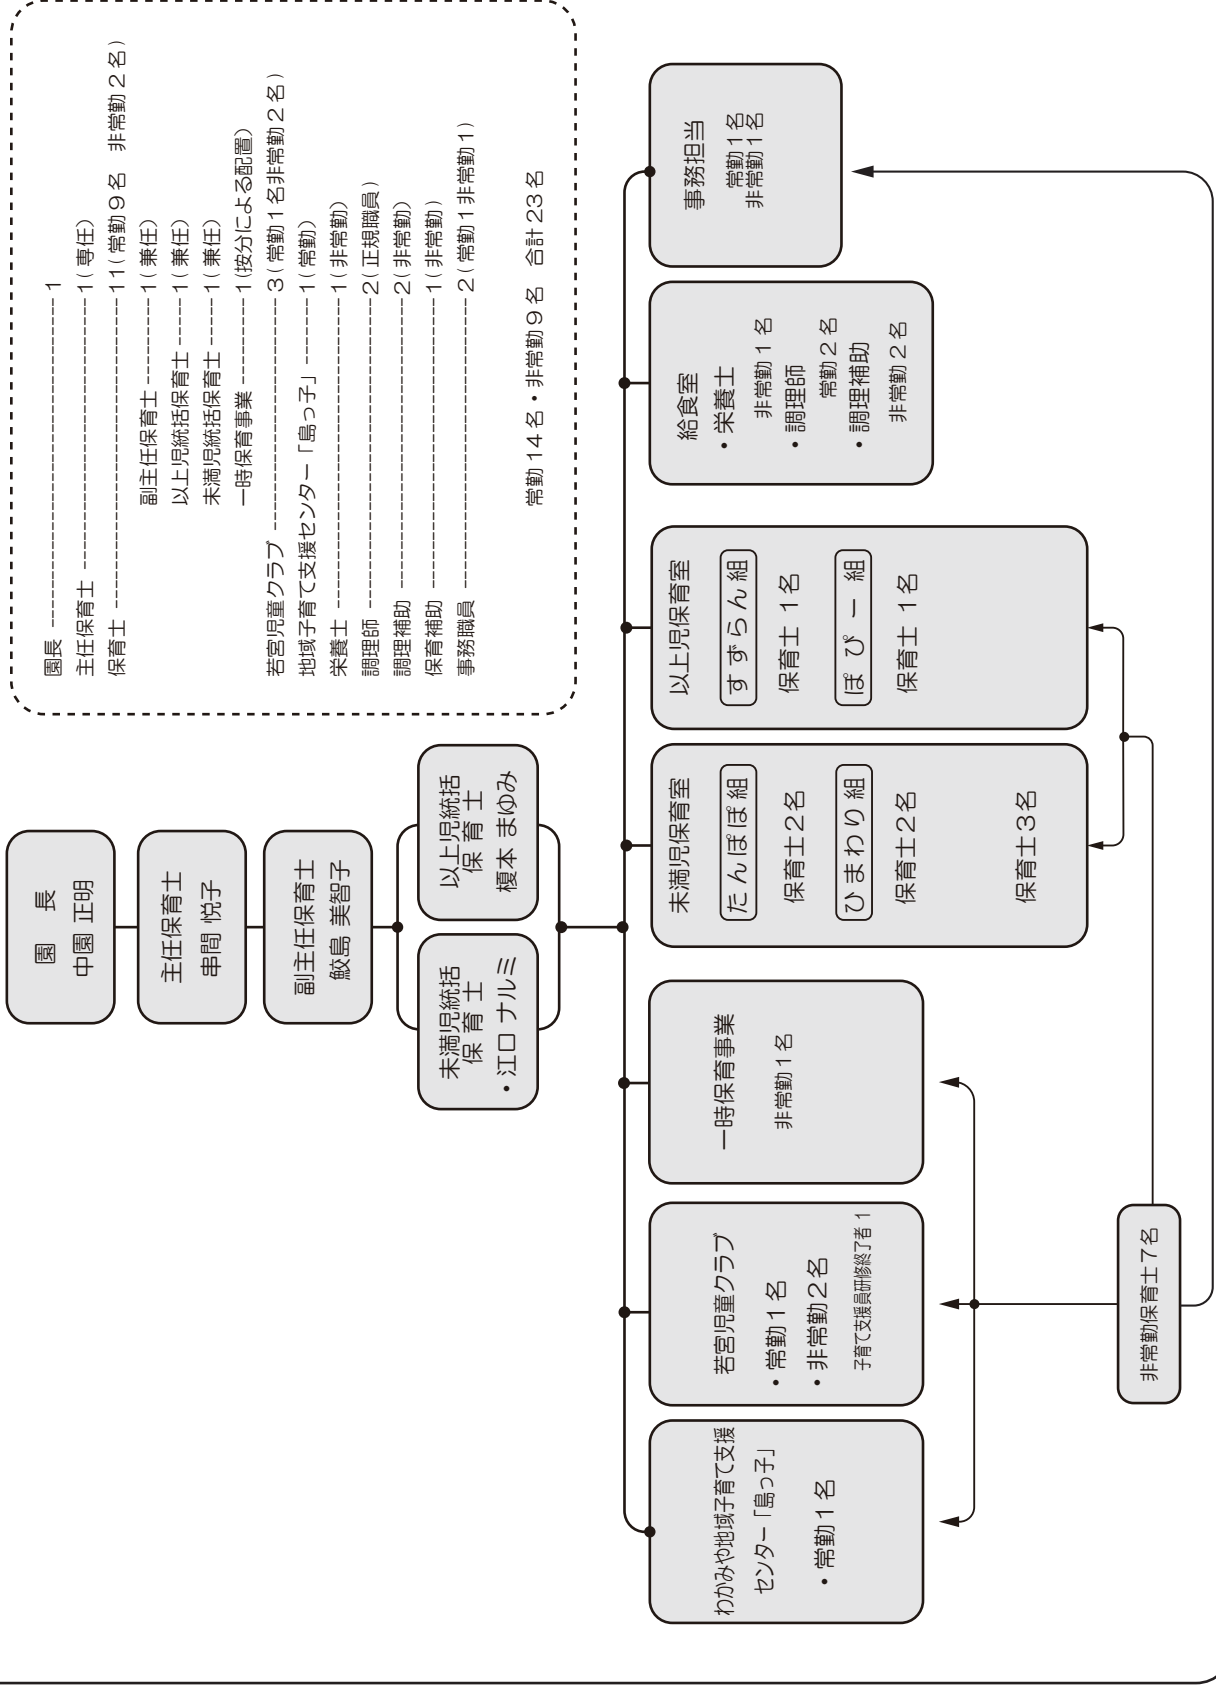 園　長
中園 正明
主任保育士
串間 悦子
副主任保育士
鮫島 美智子
未満児統括
保 育 士
・江口 ナルミ
以上児統括
保 育 士
榎本 まゆみ
園長 ------------------------ 1
主任保育士 ------------------------ 1(専任)
保育士 ------------------------ 11(常勤９名　非常勤２名)
副主任保育士 --------- 1(兼任)
以上児統括保育士 ----- 1(兼任)
未満児統括保育士 ----- 1(兼任)
一時保育事業 --------- 1(按分による配置)
若宮児童クラブ ------------------------ 3(常勤１名非常勤２名)
地域子育て支援センター「島っ子」 ------- 1(常勤)
栄養士 ------------------------ 1(非常勤)
調理師 ------------------------ 2(正規職員)
調理補助 ------------------------ 2(非常勤)
保育補助 ------------------------ 1(非常勤)
事務職員 ------------------------ 2(常勤１非常勤１)
常勤 14 名・非常勤９名　合計 23 名
わかみや地域子育て支援
センター「島っ子」
・常勤１名
若宮児童クラブ
・常勤１名
・非常勤２名
子育て支援員研修終了者 １
一時保育事業
非常勤１名
未満児保育室
たんぽぽ組
保育士２名
ひまわり組
保育士２名
保育士３名
以上児保育室
すずらん組
保育士 １名
ぽぴー組
保育士 １名
給食室
・栄養士
非常勤１名
・調理師
常勤２名
・調理補助
非常勤２名
事務担当
常勤１名
非常勤１名
非常勤保育士７名